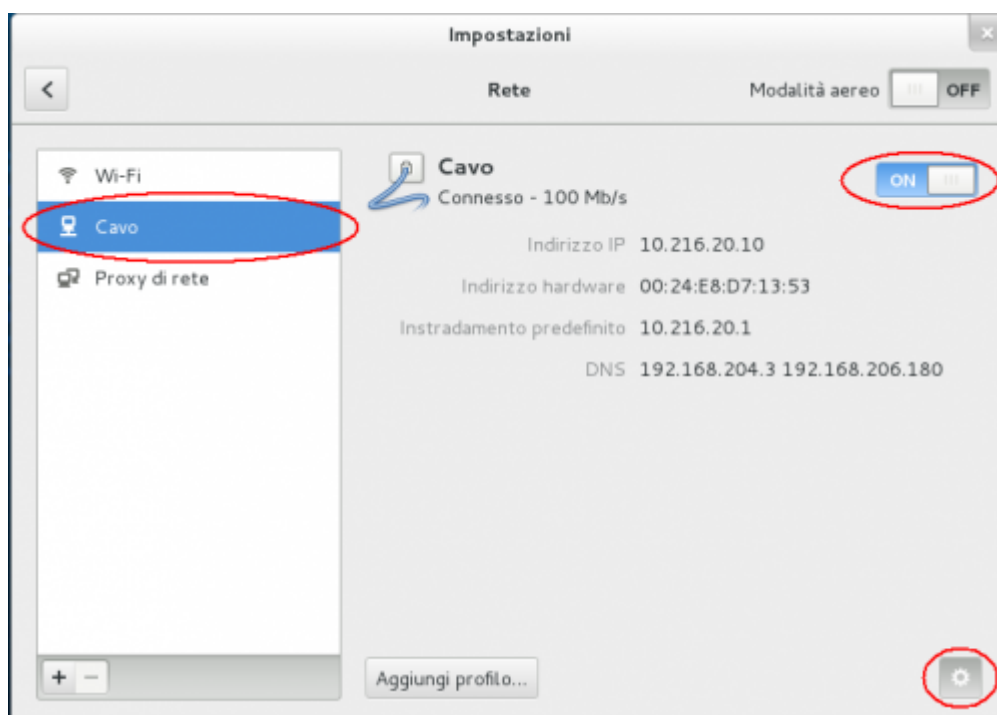 Impostazioni
Rete
Modalità aereo OFF
Wi-Fi
Cavo
Proxy di rete
Cavo
Connesso - 100 Mb/s
ON
Indirizzo IP 10.216.20.10
Indirizzo hardware 00:24:E8:D7:13:53
Instradamento predefinito 10.216.20.1
DNS 192.168.204.3 192.168.206.180
+ −
Aggiungi profilo...